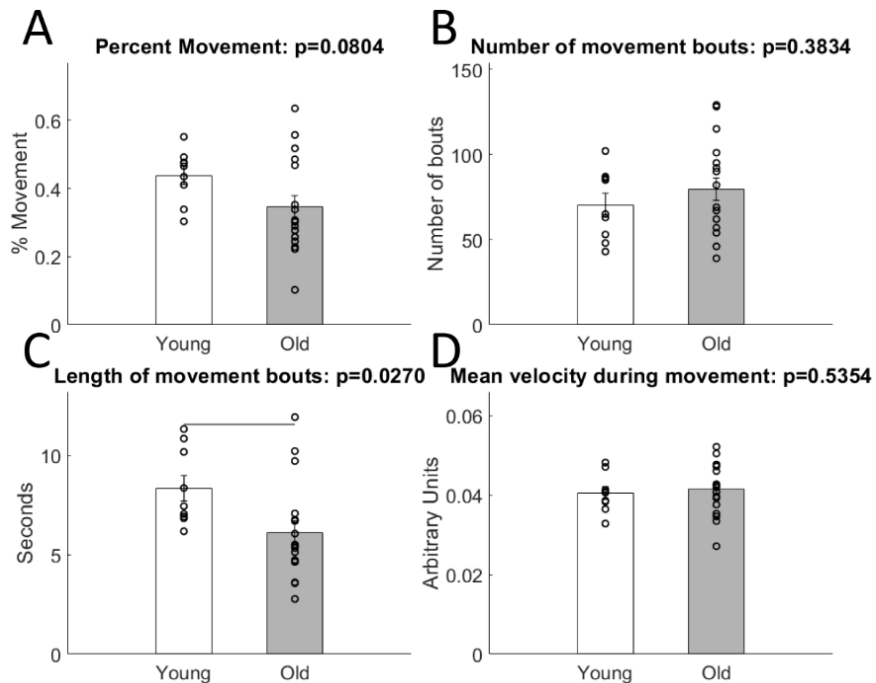 A
Percent Movement: p=0.0804
% Movement
0.6
0.4
0.2
0
Young Old
B
Number of movement bouts: p=0.3834
Number of bouts
150
100
50
0
Young Old
C
Length of movement bouts: p=0.0270
Seconds
10
5
0
Young Old
D
Mean velocity during movement: p=0.5354
Arbitrary Units
0.06
0.04
0.02
0
Young Old